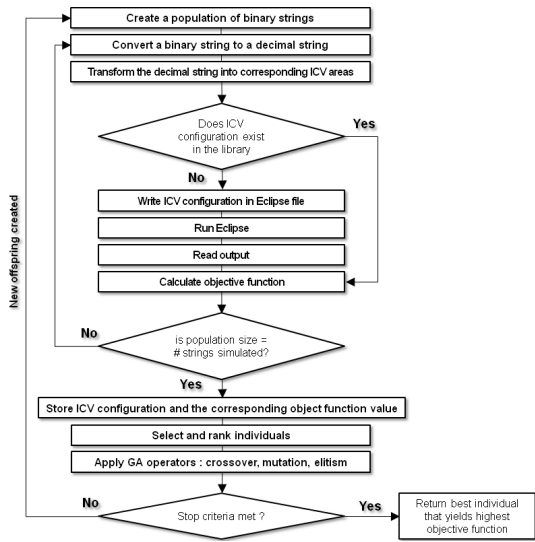 Create a population of binary strings
Convert a binary string to a decimal string
Transform the decimal string into corresponding ICV areas
Does ICV
configuration exist
in the library
Yes
No
Write ICV configuration in Eclipse file
Run Eclipse
Read output
Calculate objective function
New offspring created
No
is population size =
# strings simulated?
Yes
Store ICV configuration and the corresponding object function value
Select and rank individuals
Apply GA operators : crossover, mutation, elitism
No
Stop criteria met ?
Yes
Return best individual
that yields highest
objective function